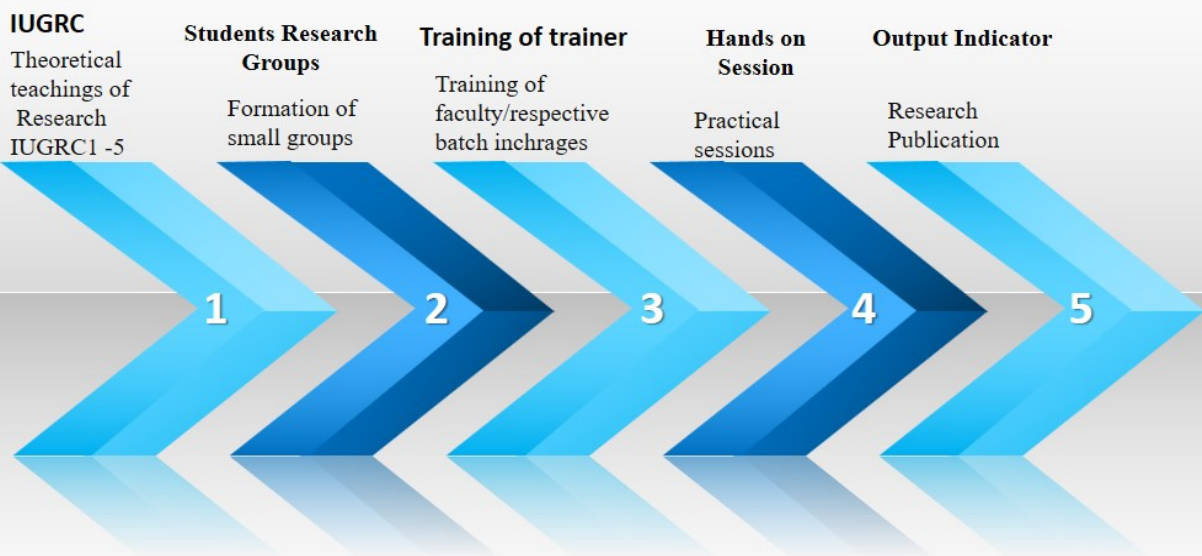 IUGRC
Theoretical
teachings of
Research
IUGRC1 -5
Students Research
Groups
Formation of
small groups
Training of trainer
Training of
faculty/respective
batch inchrages
Hands on
Session
Practical
sessions
Output Indicator
Research
Publication
1
2
3
4
5